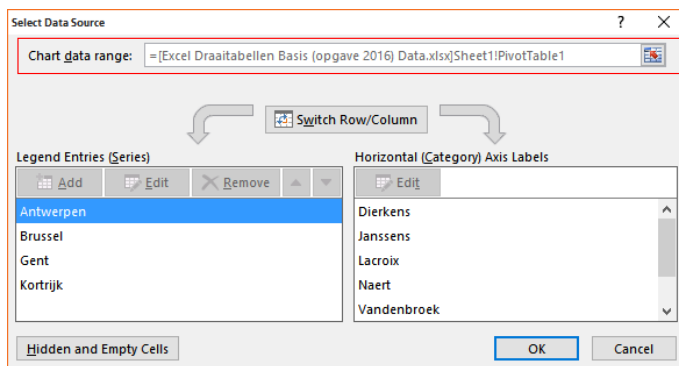 Select Data Source
? X
Chart data range: =[Excel Draaitabellen Basis (opgave 2016) Data.xlsx]Sheet1!PivotTable1
Switch Row/Column
Legend Entries (Series)
Horizontal (Category) Axis Labels
Add Edit Remove
Edit
Antwerpen
Brussel
Gent
Kortrijk
Dierkens
Janssens
Lacroix
Naert
Vandenbroek
Hidden and Empty Cells
OK Cancel